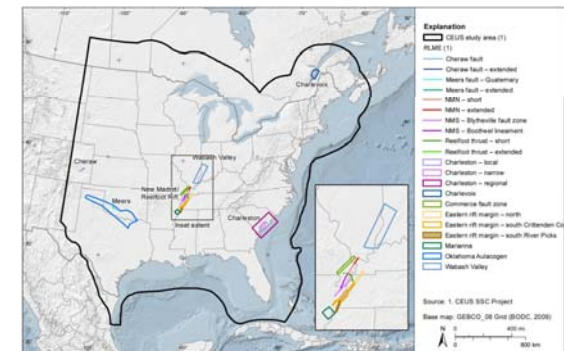 Charlevoix
Cheraw
Wabash Valley
Meers
New Madrid/
Reelfoot Rift
Charleston
Inset extent
Explanation
CEUS study area (1)
RLME (1)
Cheraw fault
Cheraw fault – extended
Meers fault – Quaternary
Meers fault – extended
NMN – short
NMN – extended
NMS – Blytheville fault zone
NMS – Bootheel lineament
Reelfoot thrust – short
Reelfoot thrust – extended
Charleston – local
Charleston – narrow
Charleston – regional
Charlevoix
Commerce fault zone
Eastern rift margin – north
Eastern rift margin – south Crittenden Co
Eastern rift margin – south River Picks
Marianna
Oklahoma Aulacogen
Wabash Valley
Source: 1. CEUS SSC Project
Base map: GEBCO_08 Grid (BODC, 2009)
N
0 400 mi
0 800 km